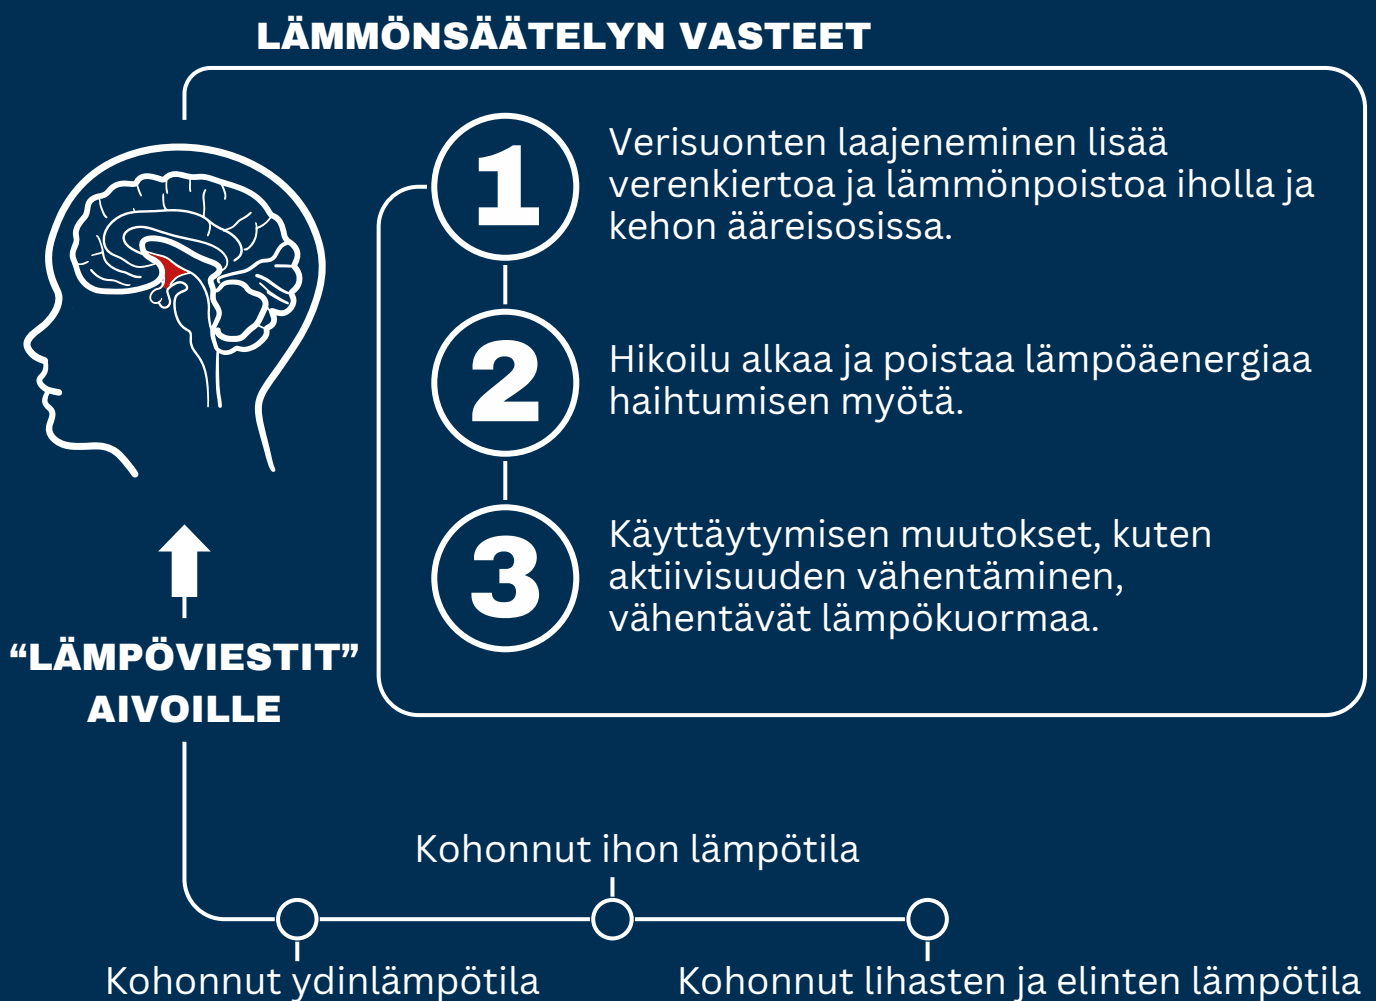 LÄMMÖNSÄÄTELYN VASTEET
1
Verisuonten laajeneminen lisää
verenkiertoa ja lämmönpoistoa iholla ja
kehon ääreisosissa.
2
Hikoilu alkaa ja poistaa lämpöäenergiaa
haihtumisen myötä.
3
Käyttäytymisen muutokset, kuten
aktiivisuuden vähentäminen,
vähentävät lämpökuormaa.
“LÄMPÖVIESTIT”
AIVOILLE
Kohonnut ihon lämpötila
Kohonnut ydinlämpötila
Kohonnut lihasten ja elinten lämpötila